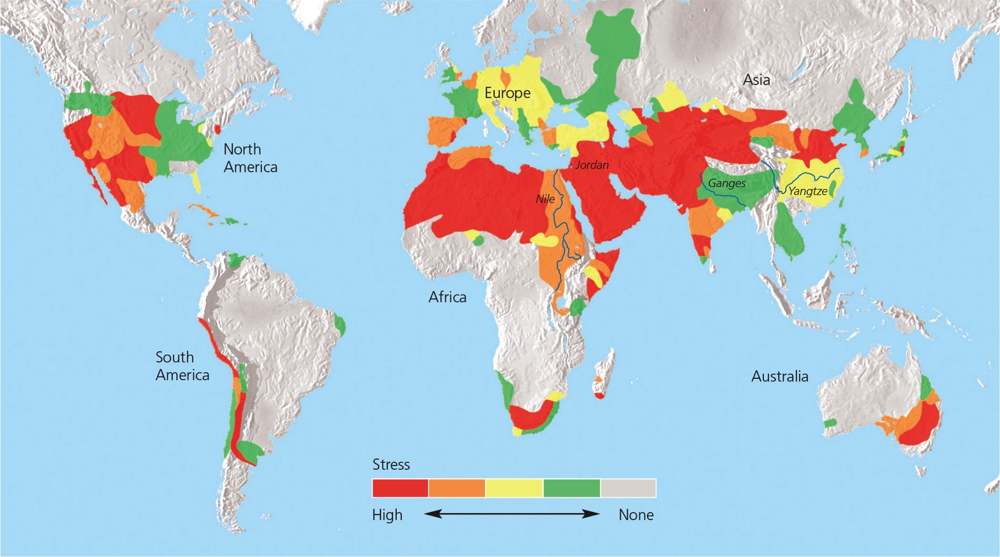 Asia
Europe
North
America
Jordan
Ganges
Yangtze
Nile
Africa
South
America
Australia
Stress
High
None